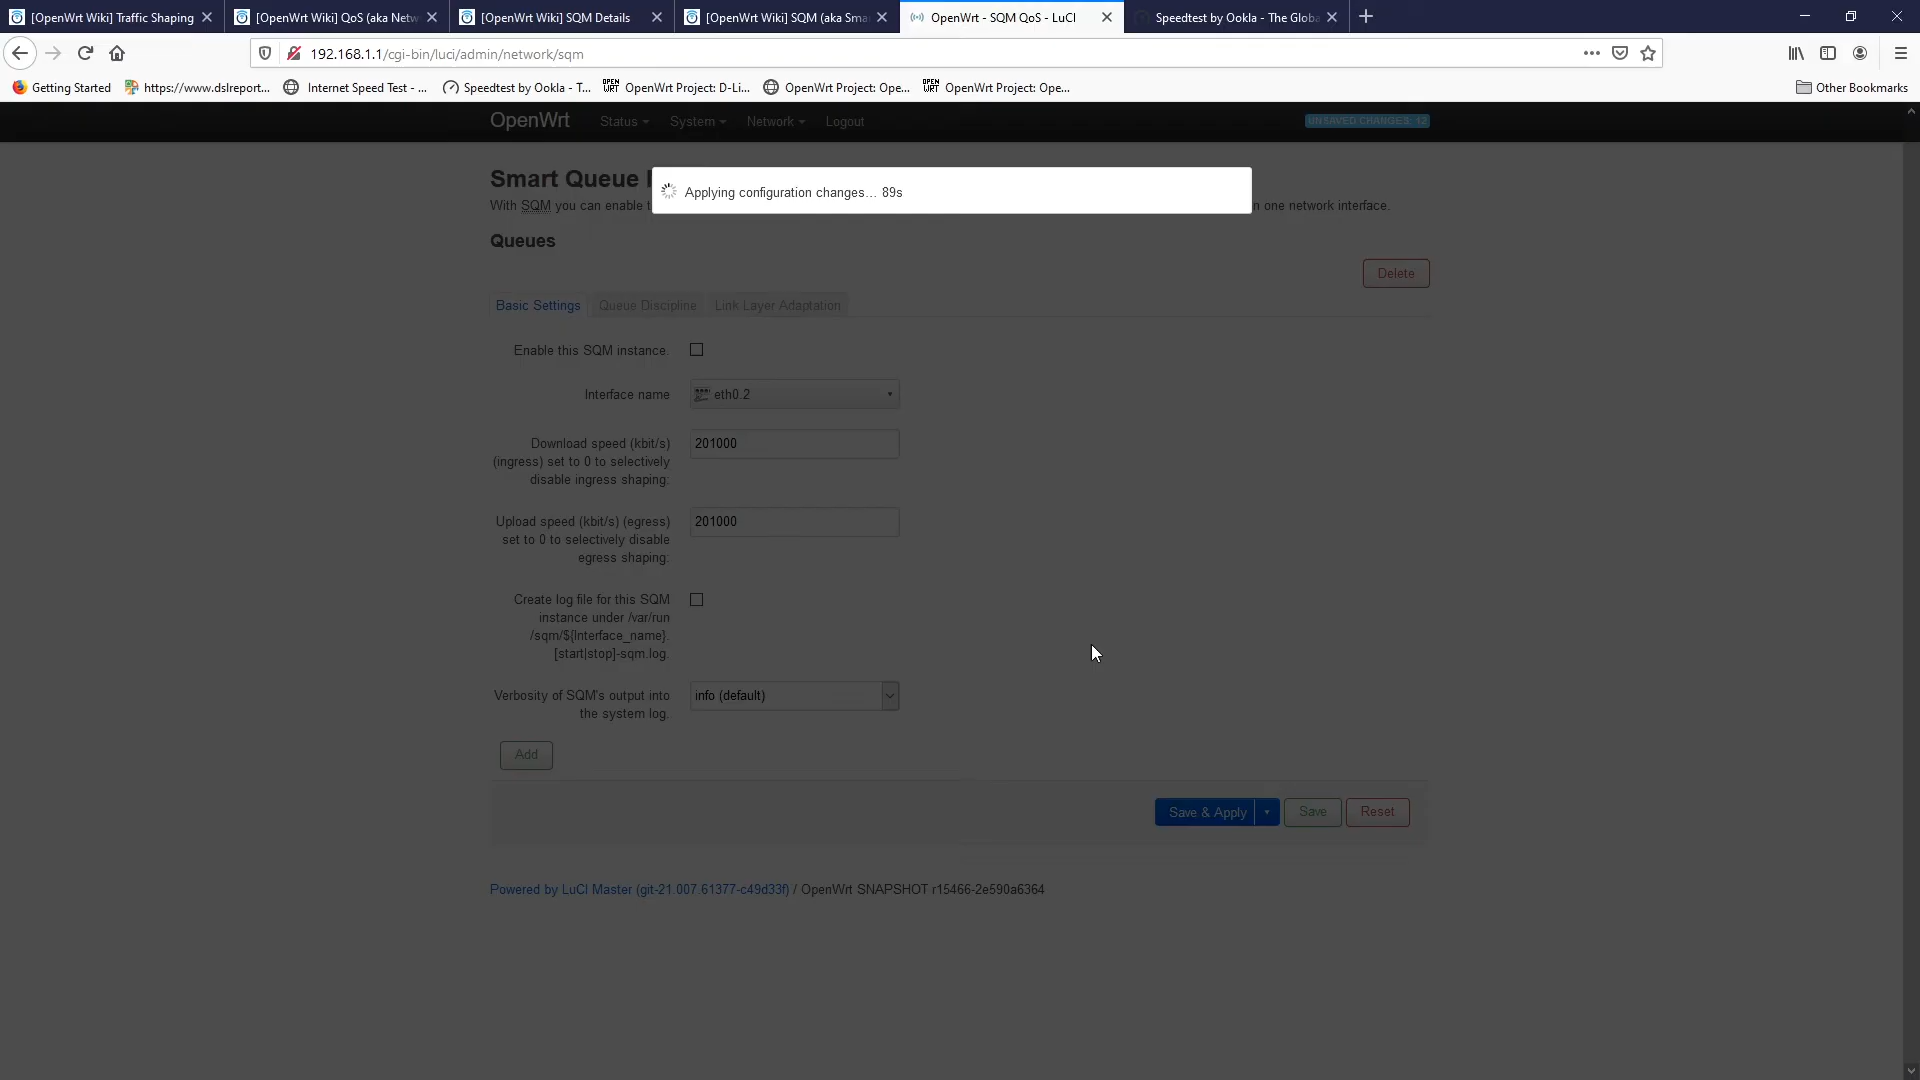 [OpenWrt Wiki] Traffic Shaping
[OpenWrt Wiki] QoS (aka Netw
[OpenWrt Wiki] SQM Details
[OpenWrt Wiki] SQM (aka Sma
OpenWrt - SQM QoS - LuCI
Speedtest by Ookla - The Globa
192.168.1.1/cgi-bin/luci/admin/network/sqm
Getting Started
https://www.dslreport...
Internet Speed Test - ...
Speedtest by Ookla - T...
OpenWrt Project: D-Li...
OpenWrt Project: Ope...
OpenWrt Project: Ope...
Other Bookmarks
OpenWrt
Status
System
Network
Logout
UNSAVED CHANGES: 12
Smart Queue
Applying configuration changes… 89s
With SQM you can enable
n one network interface.
Queues
Delete
Basic Settings
Queue Discipline
Link Layer Adaptation
Enable this SQM instance.
Interface name
eth0.2
Download speed (kbit/s)
(ingress) set to 0 to selectively
disable ingress shaping:
201000
Upload speed (kbit/s) (egress)
set to 0 to selectively disable
egress shaping:
201000
Create log file for this SQM
instance under /var/run
/sqm/${Interface_name}.
[start|stop]-sqm.log.
Verbosity of SQM's output into
the system log.
info (default)
Add
Save & Apply
Save
Reset
Powered by LuCI Master (git-21.007.61377-c49d33f) / OpenWrt SNAPSHOT r15466-2e590a6364